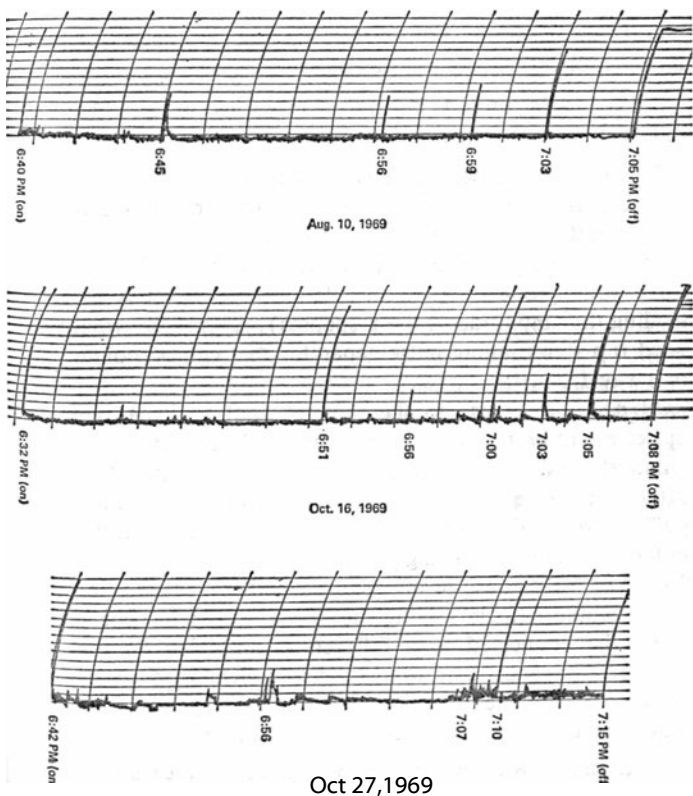 6:40 PM (on)
6:45
6:56
6:59
7:03
7:05 PM (off)
Aug. 10, 1969
6:32 PM (on)
6:51
6:56
7:00
7:03
7:05
7:08 PM (off)
Oct. 16, 1969
6:42 PM (on
6:56
7:07
7:10
7:15 PM (off
Oct 27,1969